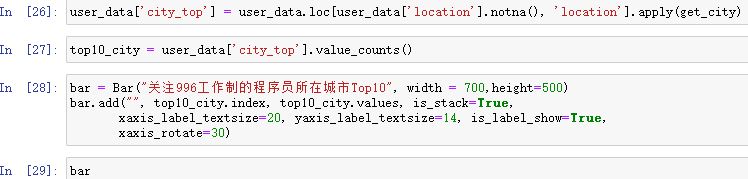 In [26]: user_data['city_top'] = user_data.loc[user_data['location'].notna(), 'location'].apply(get_city)
In [27]: top10_city = user_data['city_top'].value_counts()
In [28]: bar = Bar("关注996工作制的程序员所在城市Top10", width = 700,height=500)
bar.add("", top10_city.index, top10_city.values, is_stack=True,
xaxis_label_textsize=20, yaxis_label_textsize=14, is_label_show=True,
xaxis_rotate=30)
In [29]: bar